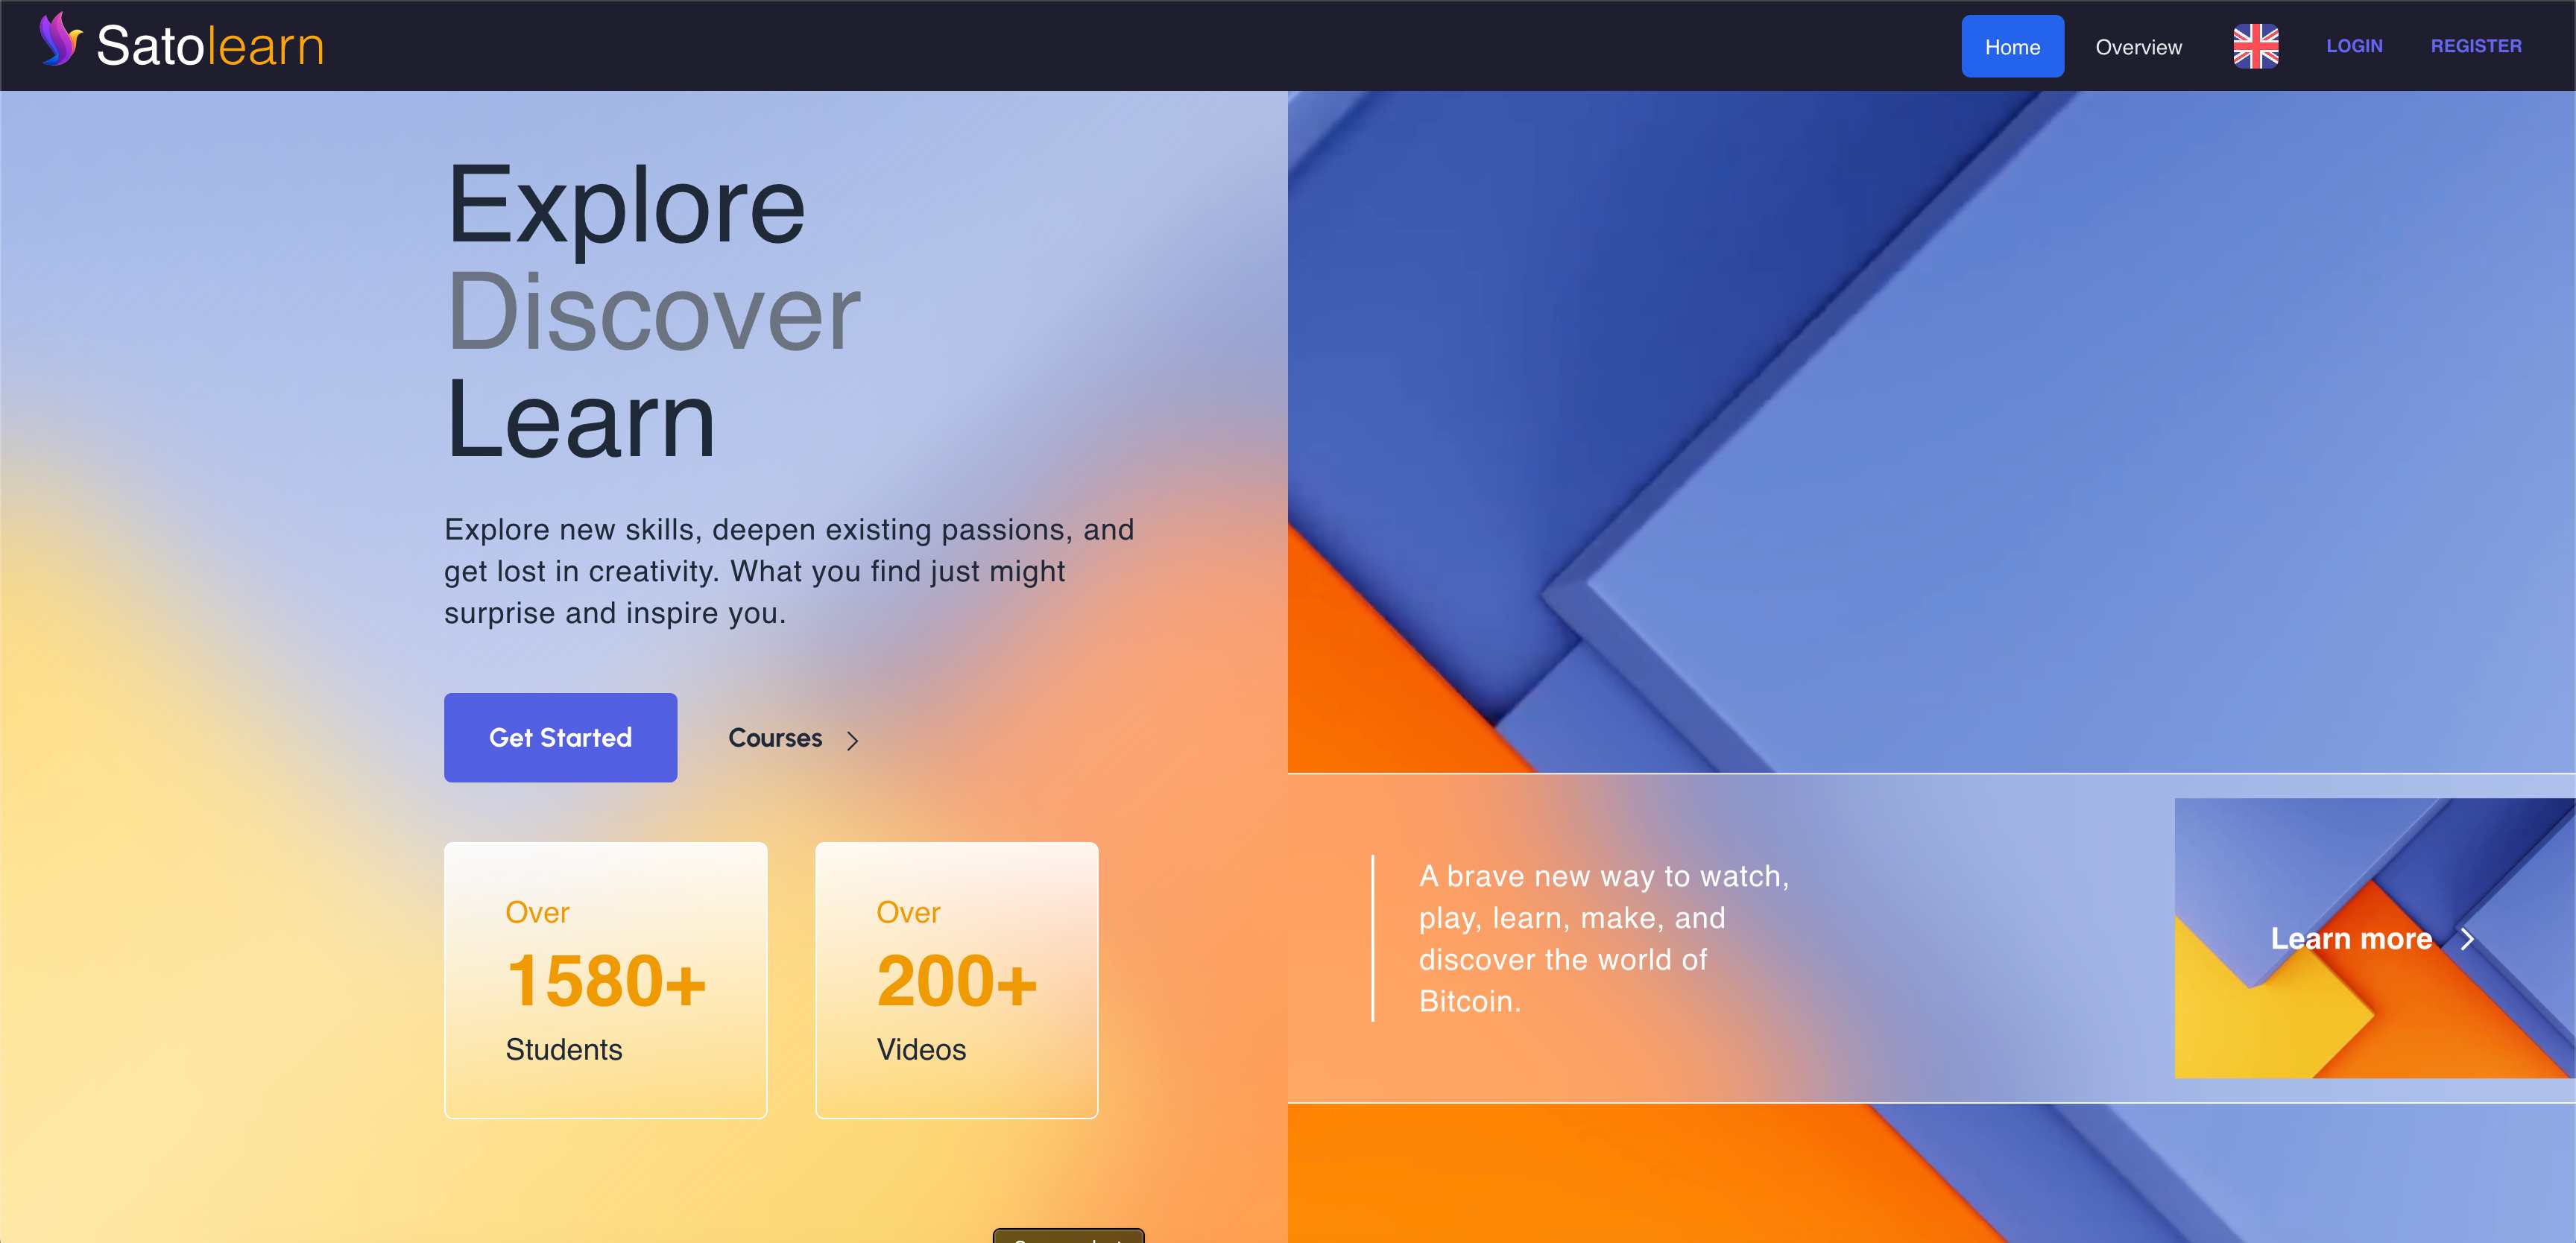 Satolearn
Home
Overview
LOGIN
REGISTER
Explore
Discover
Learn
Explore new skills, deepen existing passions, and
get lost in creativity. What you find just might
surprise and inspire you.
Get Started
Courses
Over
1580+
Students
Over
200+
Videos
A brave new way to watch,
play, learn, make, and
discover the world of
Bitcoin.
Learn more